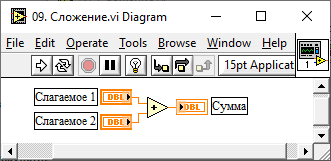 09. Сложение.vi Diagram
File Edit Operate Tools Browse Window Help
15pt Applicat
1
Слагаемое 1 DBL
+ DBL Сумма
Слагаемое 2 DBL